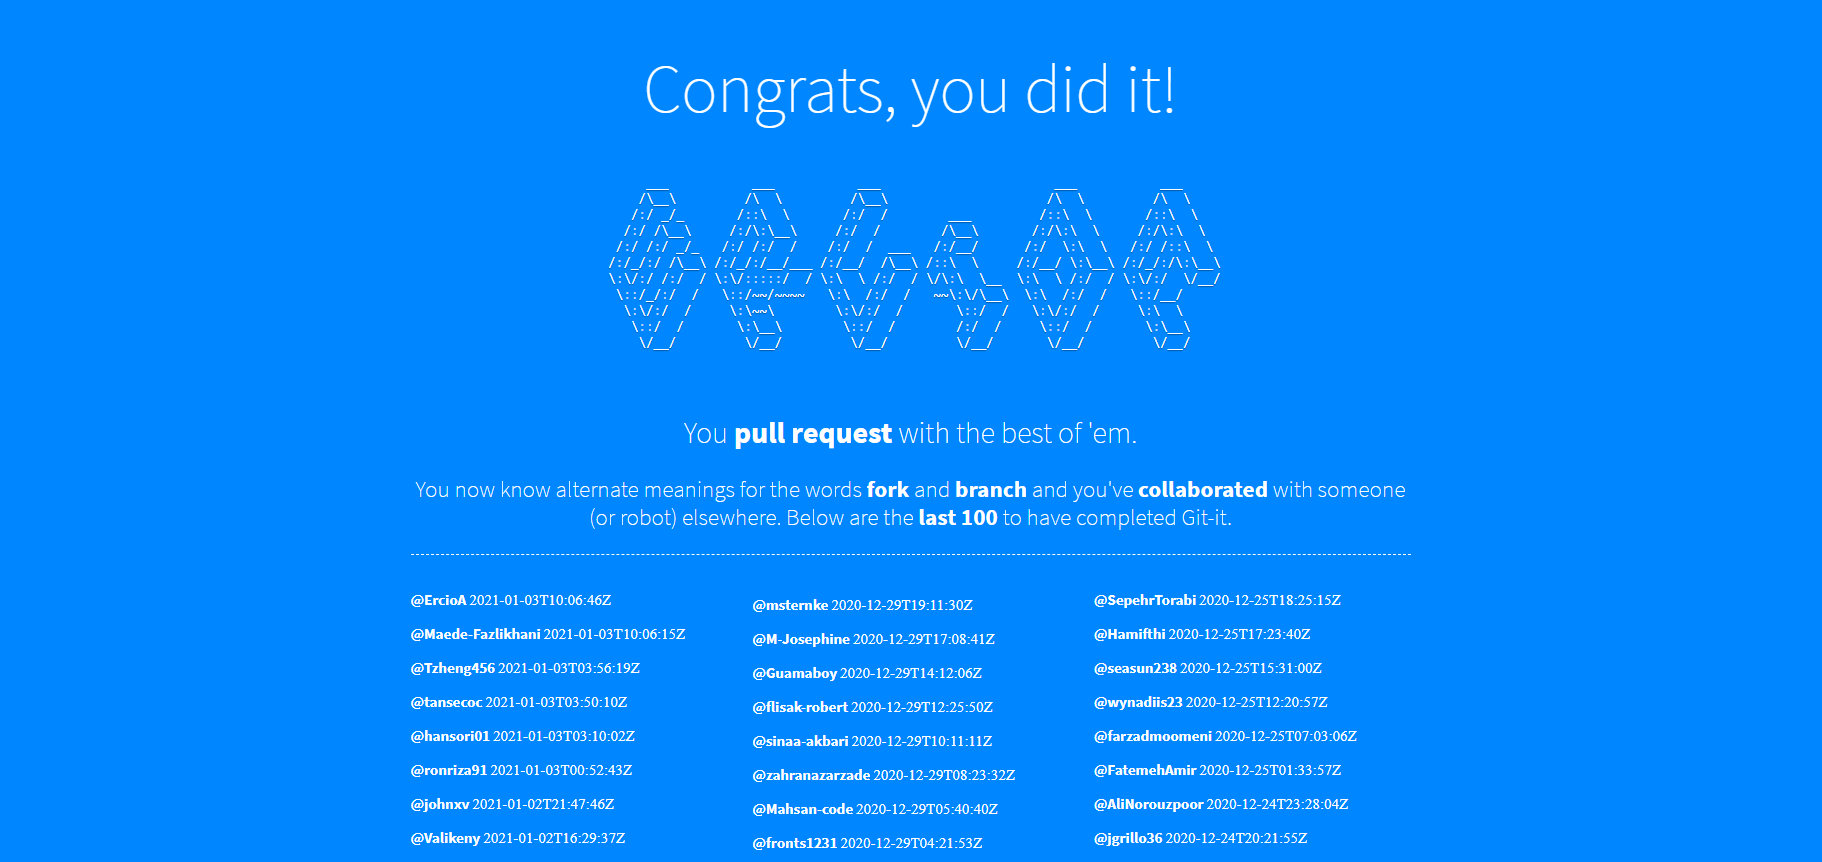 Congrats, you did it!
You pull request with the best of 'em.
You now know alternate meanings for the words fork and branch and you've collaborated with someone
(or robot) elsewhere. Below are the last 100 to have completed Git-it.
@ErcioA 2021-01-03T10:06:46Z
@Maede-Fazlikhani 2021-01-03T10:06:15Z
@Tzheng456 2021-01-03T03:56:19Z
@tansecoc 2021-01-03T03:50:10Z
@hansori01 2021-01-03T03:10:02Z
@ronriza91 2021-01-03T00:52:43Z
@johnxv 2021-01-02T21:47:46Z
@Valikeny 2021-01-02T16:29:37Z
@msternke 2020-12-29T19:11:30Z
@M-Josephine 2020-12-29T17:08:41Z
@Guamaboy 2020-12-29T14:12:06Z
@flisak-robert 2020-12-29T12:25:50Z
@sinaa-akbari 2020-12-29T10:11:11Z
@zahranazarzade 2020-12-29T08:23:32Z
@Mahsan-code 2020-12-29T05:40:40Z
@fronts1231 2020-12-29T04:21:53Z
@SepehrTorabi 2020-12-25T18:25:15Z
@Hamifthi 2020-12-25T17:23:40Z
@seasun238 2020-12-25T15:31:00Z
@wynadiis23 2020-12-25T12:20:57Z
@farzadmoomeni 2020-12-25T07:03:06Z
@FatemehAmir 2020-12-25T01:33:57Z
@AliNorouzpoor 2020-12-24T23:28:04Z
@jgrillo36 2020-12-24T20:21:55Z